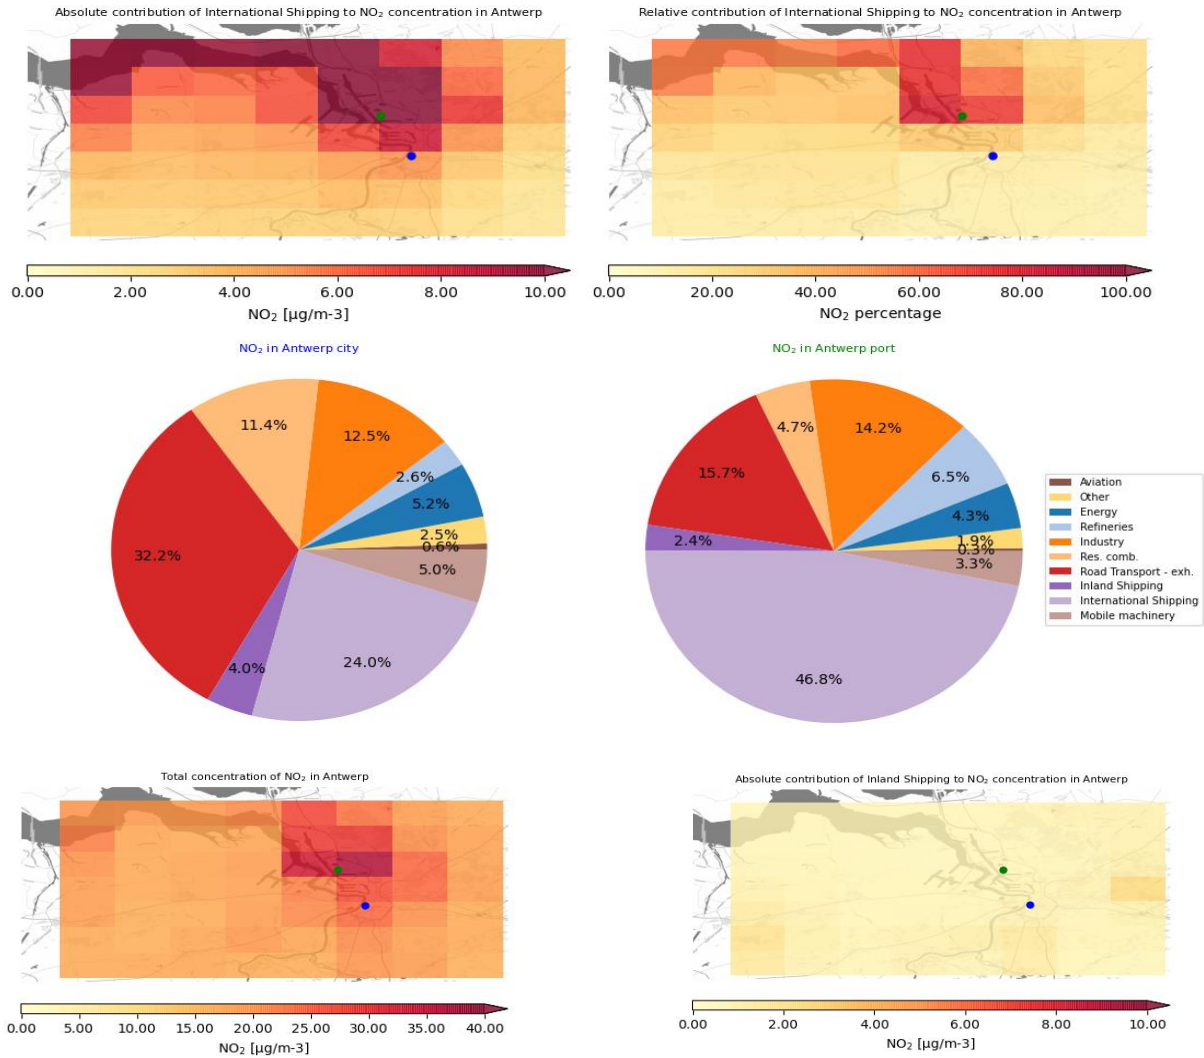 Absolute contribution of International Shipping to NO₂ concentration in Antwerp
Relative contribution of International Shipping to NO₂ concentration in Antwerp
0.00 2.00 4.00 6.00 8.00 10.00
NO₂ [µg/m-3]
0.00 20.00 40.00 60.00 80.00 100.00
NO₂ percentage
NO₂ in Antwerp city
11.4%
12.5%
2.6%
5.2%
2.5%
0.6%
5.0%
32.2%
4.0%
24.0%
NO₂ in Antwerp port
4.7%
14.2%
15.7%
6.5%
4.3%
1.9%
0.3%
3.3%
2.4%
46.8%
Aviation
Other
Energy
Refineries
Industry
Res. comb.
Road Transport - exh.
Inland Shipping
International Shipping
Mobile machinery
Total concentration of NO₂ in Antwerp
0.00 5.00 10.00 15.00 20.00 25.00 30.00 35.00 40.00
NO₂ [µg/m-3]
Absolute contribution of Inland Shipping to NO₂ concentration in Antwerp
0.00 2.00 4.00 6.00 8.00 10.00
NO₂ [µg/m-3]